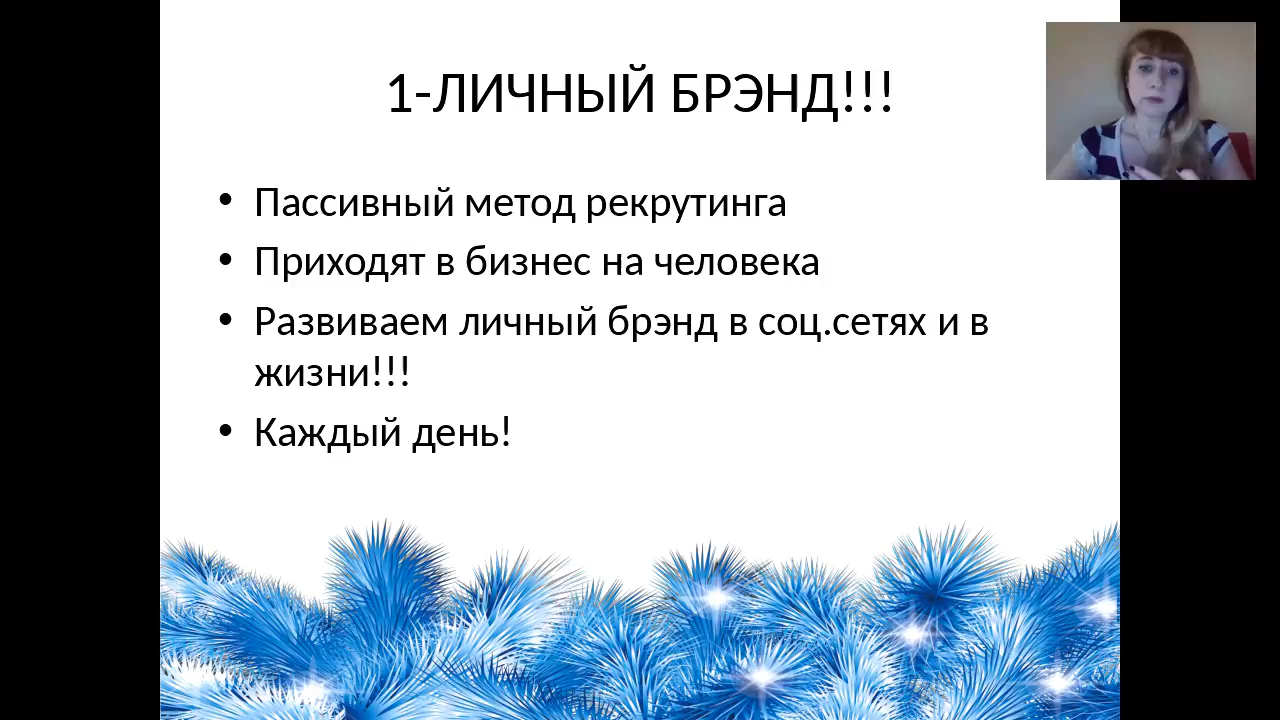 1-ЛИЧНЫЙ БРЭНД!!!
• Пассивный метод рекрутинга
• Приходят в бизнес на человека
• Развиваем личный брэнд в соц.сетях и в
жизни!!!
• Каждый день!